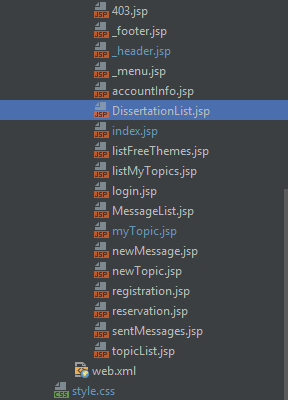 403.jsp
_footer.jsp
_header.jsp
_menu.jsp
accountInfo.jsp
DissertationList.jsp
index.jsp
listFreeThemes.jsp
listMyTopics.jsp
login.jsp
MessageList.jsp
myTopic.jsp
newMessage.jsp
newTopic.jsp
registration.jsp
reservation.jsp
sentMessages.jsp
topicList.jsp
web.xml
style.css